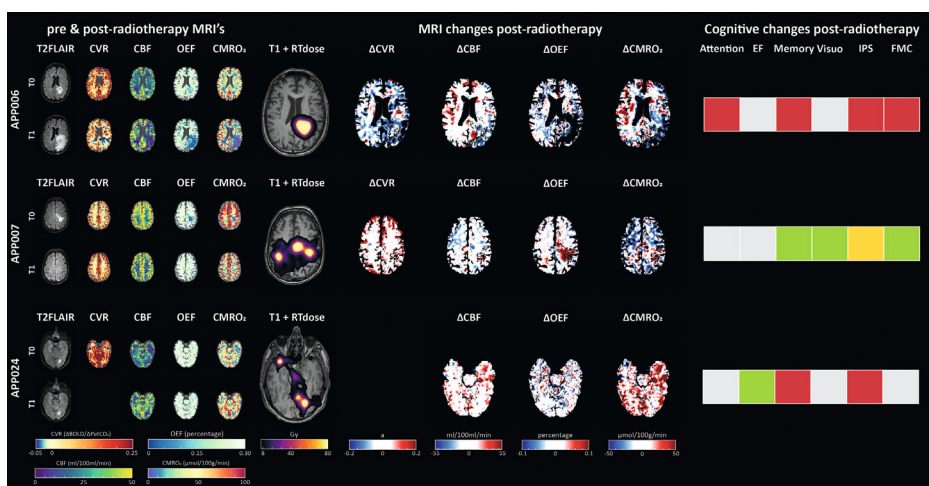 pre & post-radiotherapy MRI's
MRI changes post-radiotherapy
Cognitive changes post-radiotherapy
T2FLAIR CVR CBF OEF CMRO₂ T1 + RTdose ΔCVR ΔCBF ΔOEF ΔCMRO₂ Attention EF Memory Visuo IPS FMC
APP006
T0
T1
T2FLAIR CVR CBF OEF CMRO₂ T1 + RTdose ΔCVR ΔCBF ΔOEF ΔCMRO₂
APP007
T0
T1
T2FLAIR CVR CBF OEF CMRO₂ T1 + RTdose ΔCBF ΔOEF ΔCMRO₂
APP024
T0
T1
CVR (ΔBOLD/ΔPetCO₂) OEF (percentage) Gy a ml/100ml/min percentage μmol/100g/min
-0.05 0 0.25 0 0.15 0.30 8 40 80 -0.2 0 0.2 -55 0 35 -0.1 0 0.1 -50 0 50
CBF (ml/100ml/min) CMRO₂ (μmol/100g/min)
0 25 50 0 100